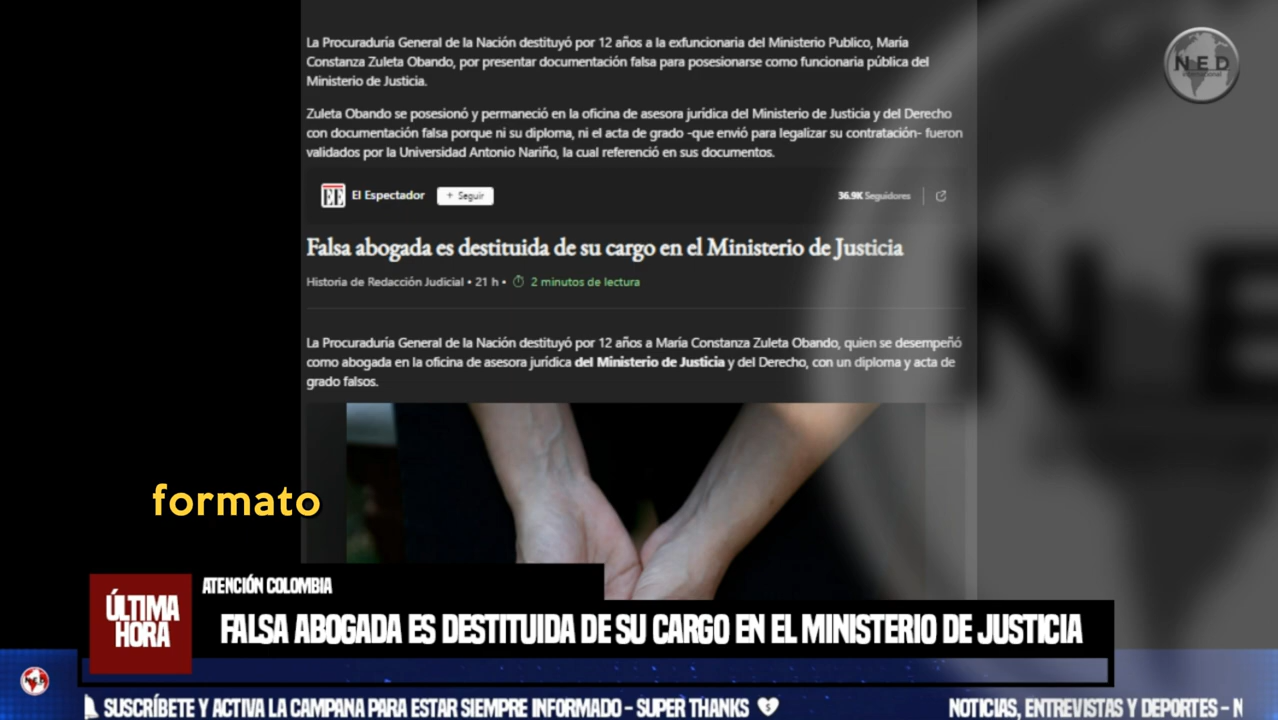 La Procuraduría General de la Nación destituyó por 12 años a la exfuncionaria del Ministerio Publico, María
Constanza Zuleta Obando, por presentar documentación falsa para posesionarse como funcionaria pública del
Ministerio de Justicia.
Zuleta Obando se posesionó y permaneció en la oficina de asesora jurídica del Ministerio de Justicia y del Derecho
con documentación falsa porque ni su diploma, ni el acta de grado -que envió para legalizar su contratación- fueron
validados por la Universidad Antonio Nariño, la cual referenció en sus documentos.
NED
Internacional
EE El Espectador + Seguir 36.9K Seguidores
Falsa abogada es destituida de su cargo en el Ministerio de Justicia
Historia de Redacción Judicial • 21 h • 2 minutos de lectura
La Procuraduría General de la Nación destituyó por 12 años a María Constanza Zuleta Obando, quien se desempeñó
como abogada en la oficina de asesora jurídica del Ministerio de Justicia y del Derecho, con un diploma y acta de
grado falsos.
NE
formato
ÚLTIMA
HORA
ATENCIÓN COLOMBIA
FALSA ABOGADA ES DESTITUIDA DE SU CARGO EN EL MINISTERIO DE JUSTICIA
SUSCRÍBETE Y ACTIVA LA CAMPANA PARA ESTAR SIEMPRE INFORMADO - SUPER THANKS
NOTICIAS, ENTREVISTAS Y DEPORTES - N